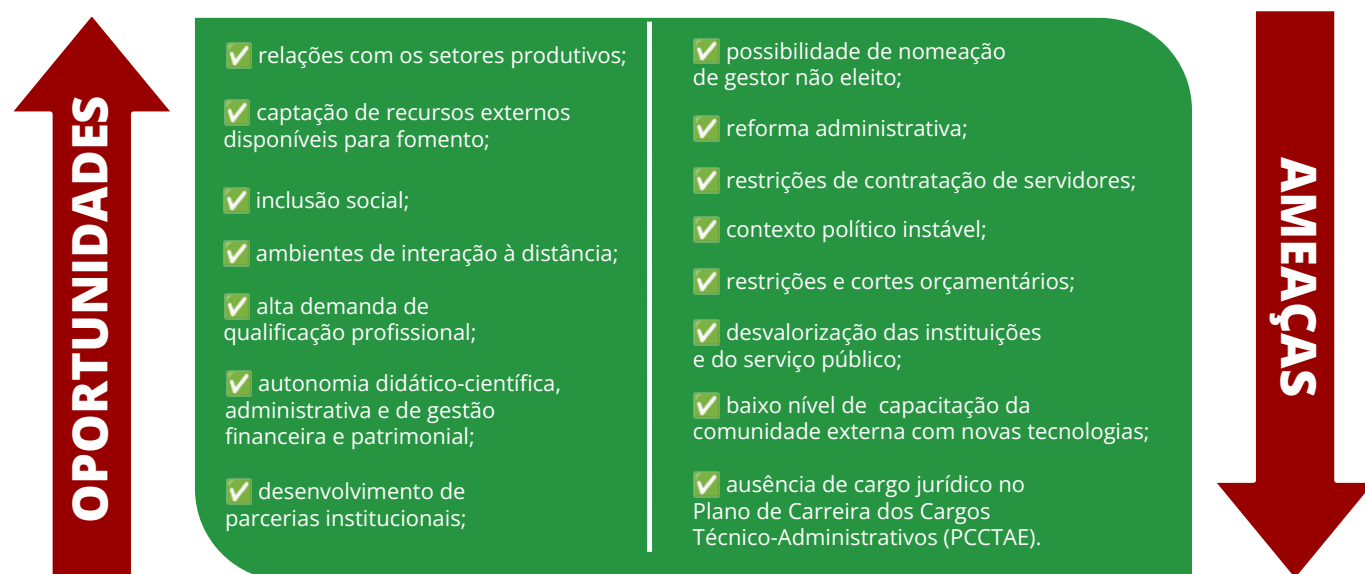 OPORTUNIDADES
✅ relações com os setores produtivos;
✅ captação de recursos externos
disponíveis para fomento;
✅ inclusão social;
✅ ambientes de interação à distância;
✅ alta demanda de
qualificação profissional;
✅ autonomia didático-científica,
administrativa e de gestão
financeira e patrimonial;
✅ desenvolvimento de
parcerias institucionais;
✅ possibilidade de nomeação
de gestor não eleito;
✅ reforma administrativa;
✅ restrições de contratação de servidores;
✅ contexto político instável;
✅ restrições e cortes orçamentários;
✅ desvalorização das instituições
e do serviço público;
✅ baixo nível de  capacitação da
comunidade externa com novas tecnologias;
✅ ausência de cargo jurídico no
Plano de Carreira dos Cargos
Técnico-Administrativos (PCCTAE).
AMEAÇAS